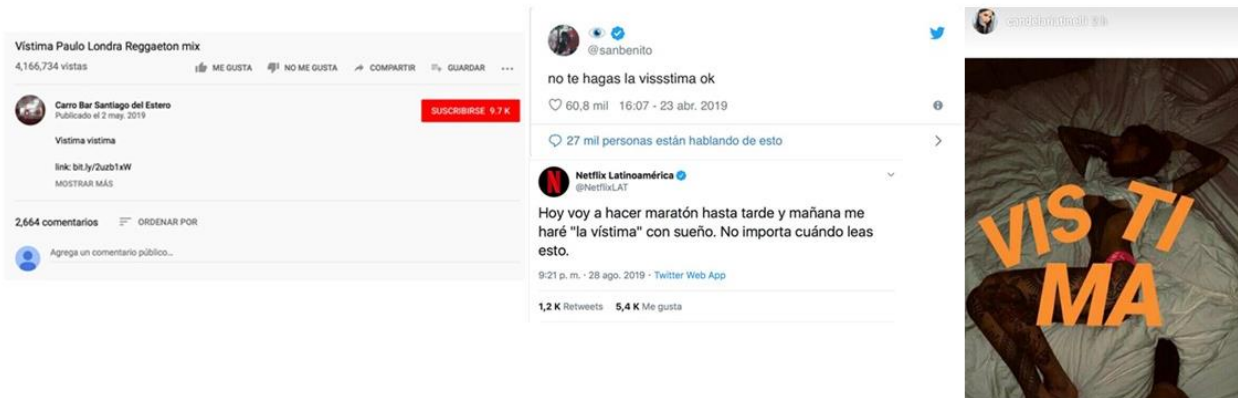 Vístima Paulo Londra Reggaeton mix
4,166,734 vistas
ME GUSTA
NO ME GUSTA
COMPARTIR
GUARDAR
...
Carro Bar Santiago del Estero
Publicado el 2 may. 2019
SUSCRIBIRSE 9.7 K
Vistima vistima
link: bit.ly/2uzb1xW
MOSTRAR MÁS
2,664 comentarios
ORDENAR POR
Agrega un comentario público...
@sanbenito
no te hagas la vissstima ok
60,8 mil 16:07 - 23 abr. 2019
27 mil personas están hablando de esto
Netflix Latinoamérica
@NetflixLAT
Hoy voy a hacer maratón hasta tarde y mañana me
haré "la vístima" con sueño. No importa cuándo leas
esto.
9:21 p. m. · 28 ago. 2019 · Twitter Web App
1,2 K Retweets 5,4 K Me gusta
candelariatinelli
VIS TI
MA